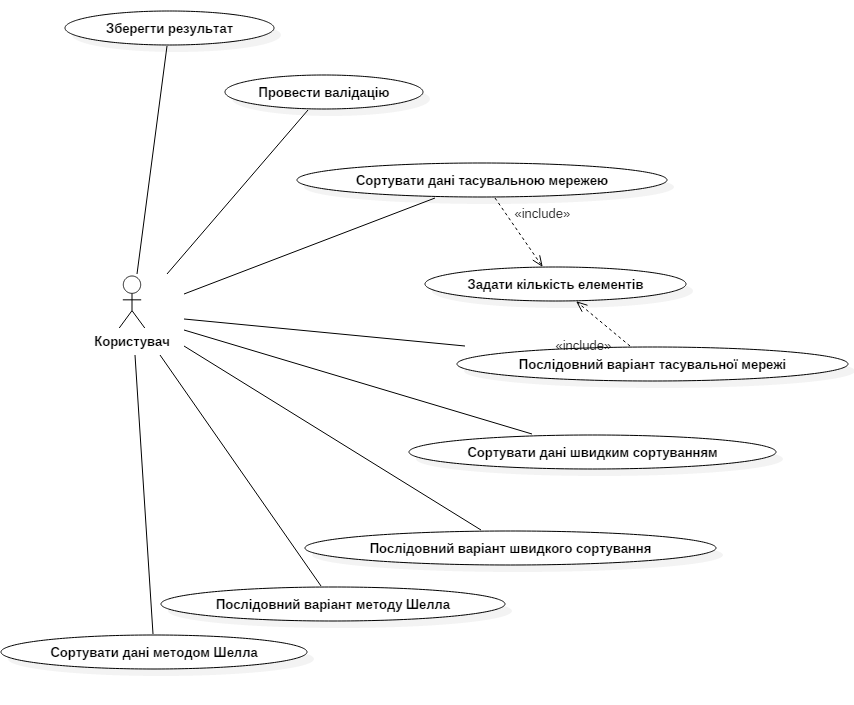 Зберегти результат
Провести валідацію
Сортувати дані тасувальною мережею
«include»
Задати кількість елементів
Користувач
«include»
Послідовний варіант тасувальної мережі
Сортувати дані швидким сортуванням
Послідовний варіант швидкого сортування
Послідовний варіант методу Шелла
Сортувати дані методом Шелла